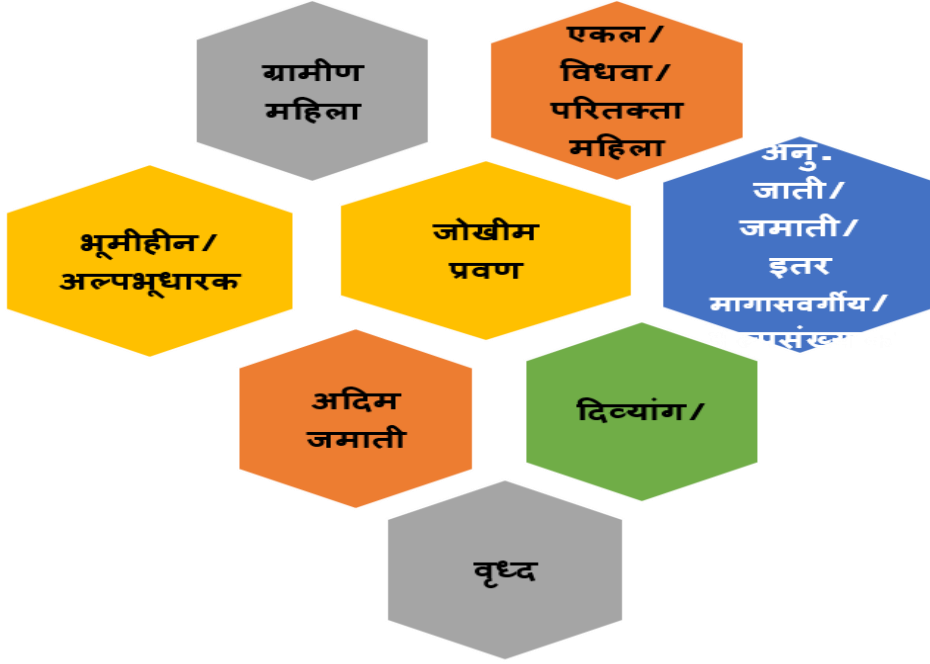 ग्रामीण
महिला
एकल/
विधवा/
परितक्ता
महिला
अनु-
जाती/
जमाती/
इतर
मागासवर्गीय/
भूमीहीन/
अल्पभूधारक
जोखीम
प्रवण
अदिम
जमाती
दिव्यांग/
वृध्द